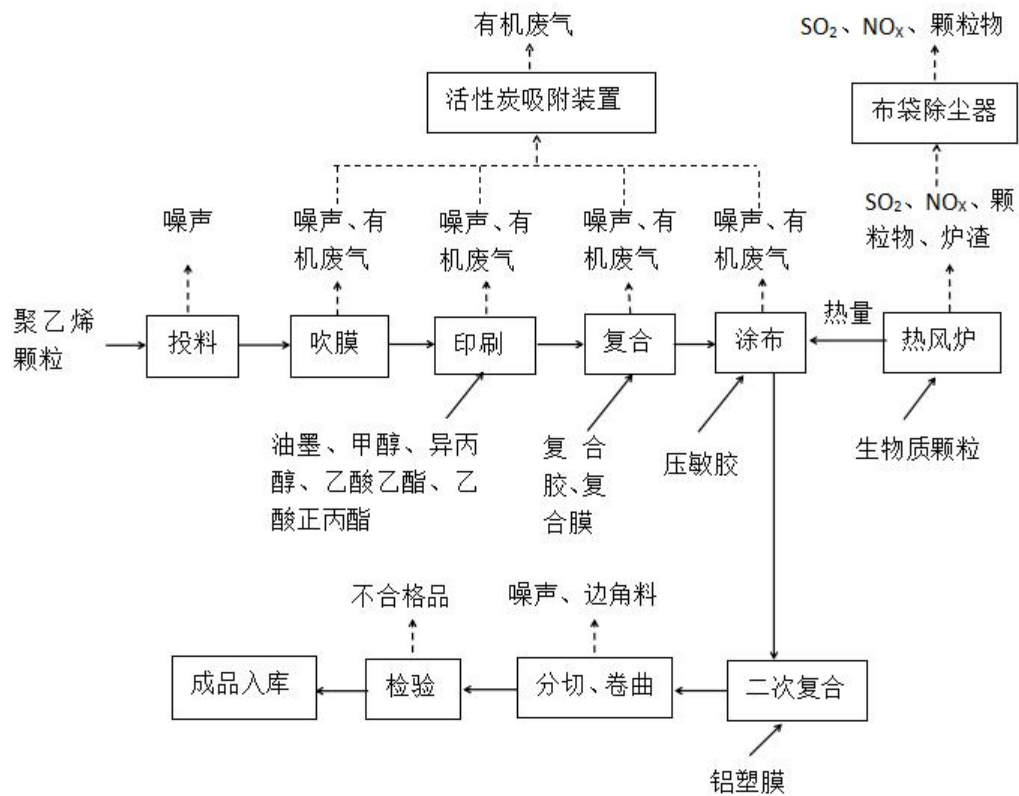 有机废气
SO₂、NOₓ、颗粒物
活性炭吸附装置
布袋除尘器
噪声
噪声、有
机废气
噪声、有
机废气
噪声、有
机废气
噪声、有
机废气
SO₂、NOₓ、颗
粒物、炉渣
聚乙烯
颗粒
投料
吹膜
印刷
复合
涂布
热量
热风炉
油墨、甲醇、异丙
醇、乙酸乙酯、乙
酸正丙酯
复合
胶、复
合膜
压敏胶
生物质颗粒
不合格品
噪声、边角料
成品入库
检验
分切、卷曲
二次复合
铝塑膜